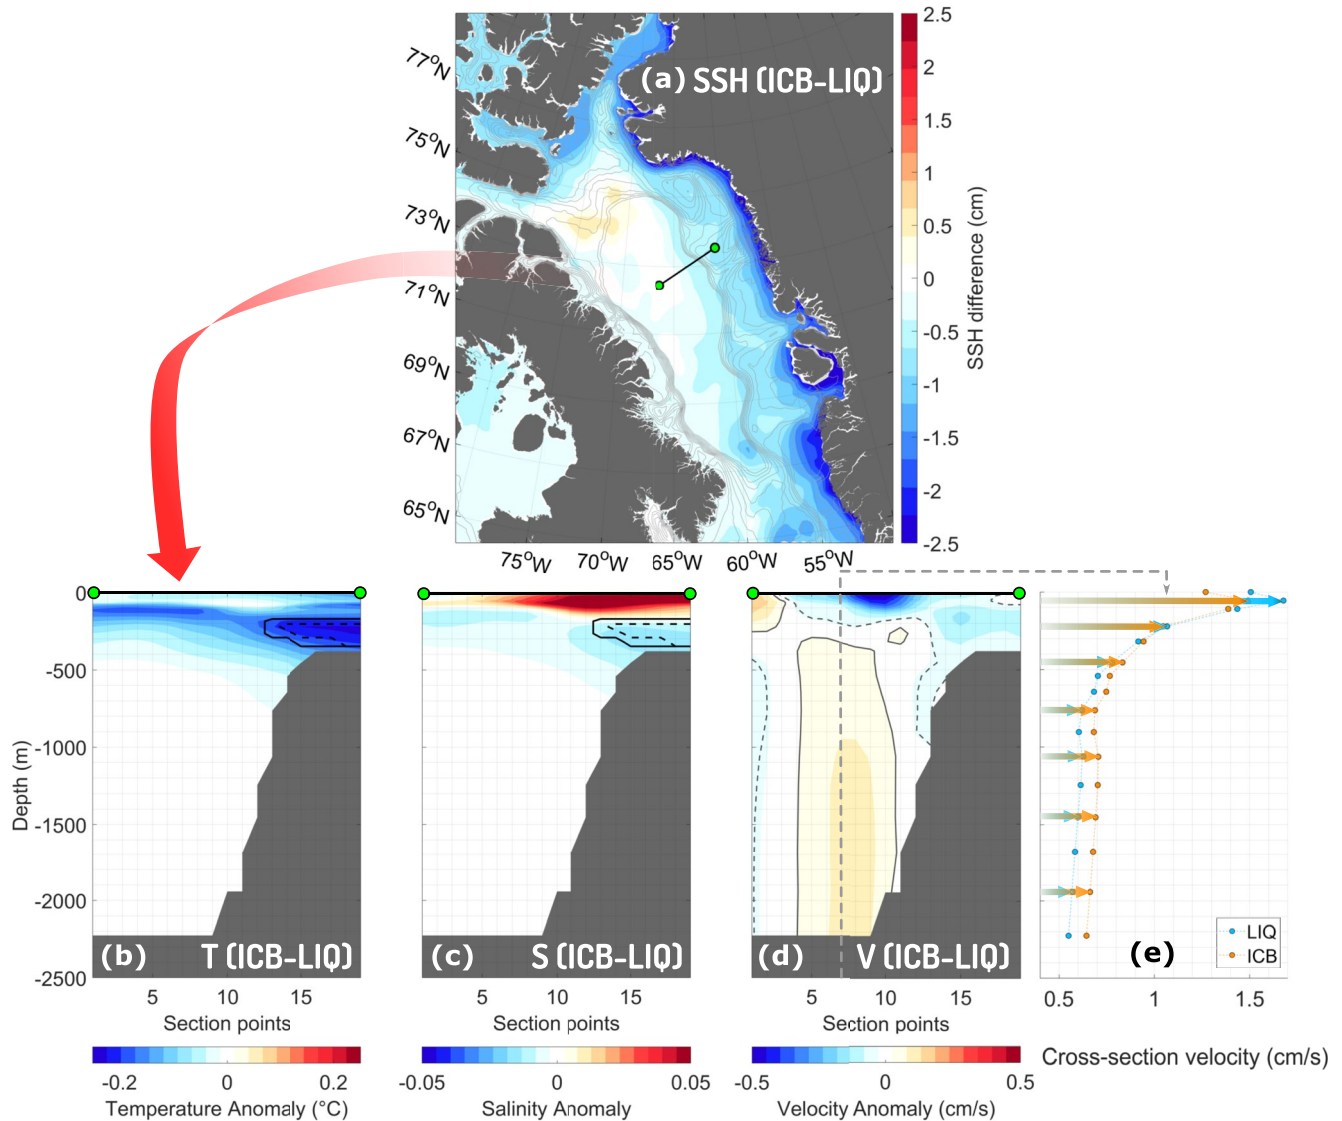 (a) SSH (ICB-LIQ)
77°N
75°N
73°N
71°N
69°N
67°N
65°N
75°W
70°W
65°W
60°W
55°W
2.5
2
1.5
1
0.5
0
-0.5
-1
-1.5
-2
-2.5
SSH difference (cm)
0
-500
-1000
-1500
-2000
-2500
Depth (m)
(b) T (ICB-LIQ)
5 10 15
Section points
-0.2 0 0.2
Temperature Anomaly (°C)
(c) S (ICB-LIQ)
5 10 15
Section points
-0.05 0 0.05
Salinity Anomaly
(d) V (ICB-LIQ)
5 10 15
Section points
-0.5 0 0.5
Velocity Anomaly (cm/s)
(e)
LIQ
ICB
0.5 1 1.5
Cross-section velocity (cm/s)